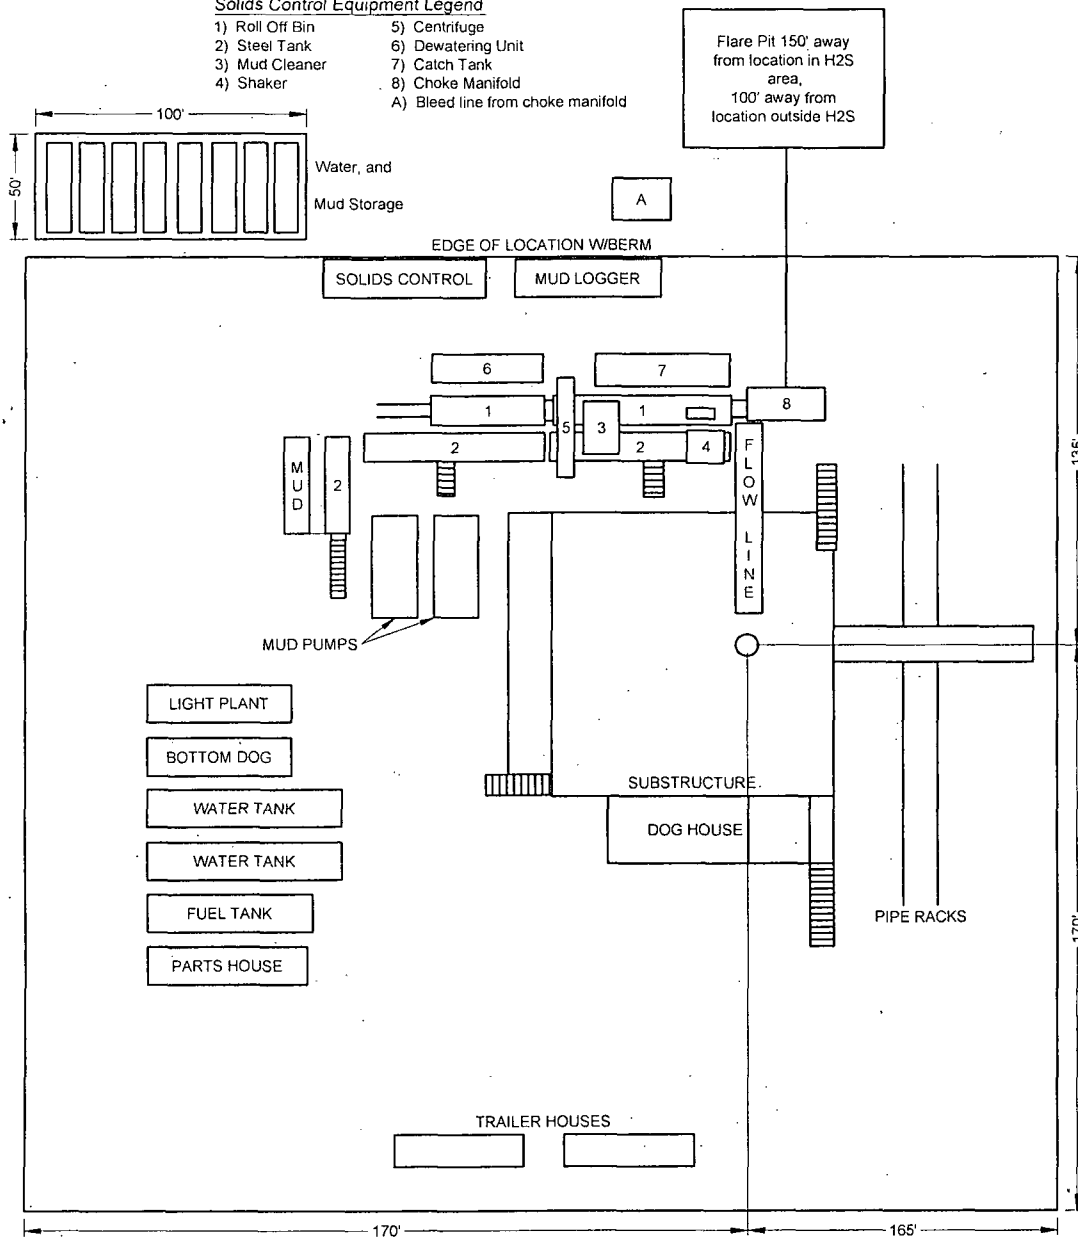 Solids Control Equipment Legend
1) Roll Off Bin
2) Steel Tank
3) Mud Cleaner
4) Shaker
5) Centrifuge
6) Dewatering Unit
7) Catch Tank
8) Choke Manifold
A) Bleed line from choke manifold
Flare Pit 150' away
from location in H2S
area,
100' away from
location outside H2S
100'
50'
Water, and
Mud Storage
A
EDGE OF LOCATION W/BERM
SOLIDS CONTROL
MUD LOGGER
6
7
1
1
8
5
3
2
2
4
MUD
2
FLOW LINE
135'
MUD PUMPS
LIGHT PLANT
BOTTOM DOG
WATER TANK
WATER TANK
FUEL TANK
PARTS HOUSE
SUBSTRUCTURE
DOG HOUSE
PIPE RACKS
170'
TRAILER HOUSES
170'
165'